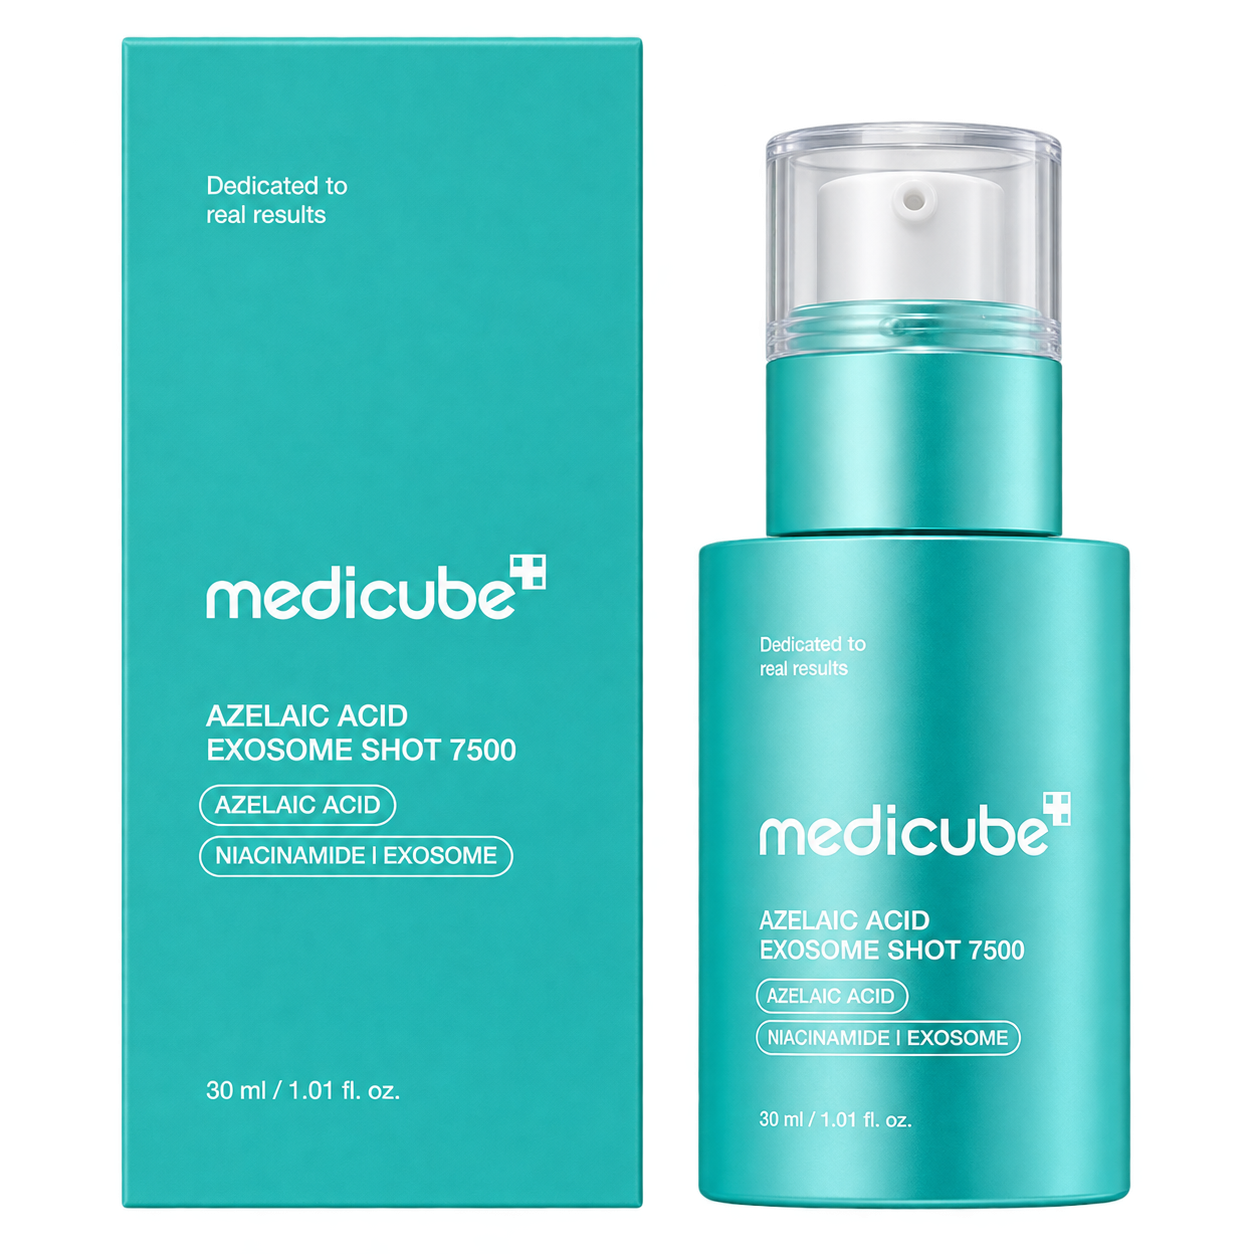 Dedicated to
real results
medicube
AZELAIC ACID
EXOSOME SHOT 7500
AZELAIC ACID
NIACINAMIDE | EXOSOME
30 ml / 1.01 fl. oz.
Dedicated to
real results
medicube
AZELAIC ACID
EXOSOME SHOT 7500
AZELAIC ACID
NIACINAMIDE | EXOSOME
30 ml / 1.01 fl. oz.